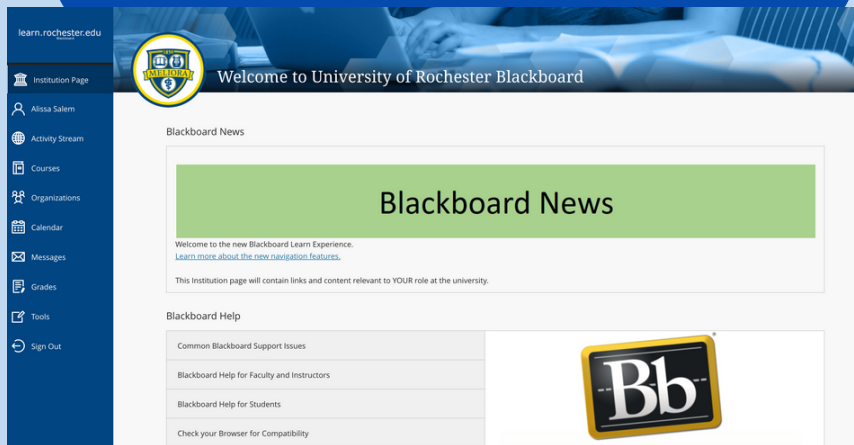 learn.rochester.edu
Blackboard
Institution Page
Alissa Salem
Activity Stream
Courses
Organizations
Calendar
Messages
Grades
Tools
Sign Out
MELIORA
Welcome to University of Rochester Blackboard
Blackboard News
Blackboard News
Welcome to the new Blackboard Learn Experience.
Learn more about the new navigation features.
This Institution page will contain links and content relevant to YOUR role at the university.
Blackboard Help
Common Blackboard Support Issues
Blackboard Help for Faculty and Instructors
Blackboard Help for Students
Check your Browser for Compatibility
Bb